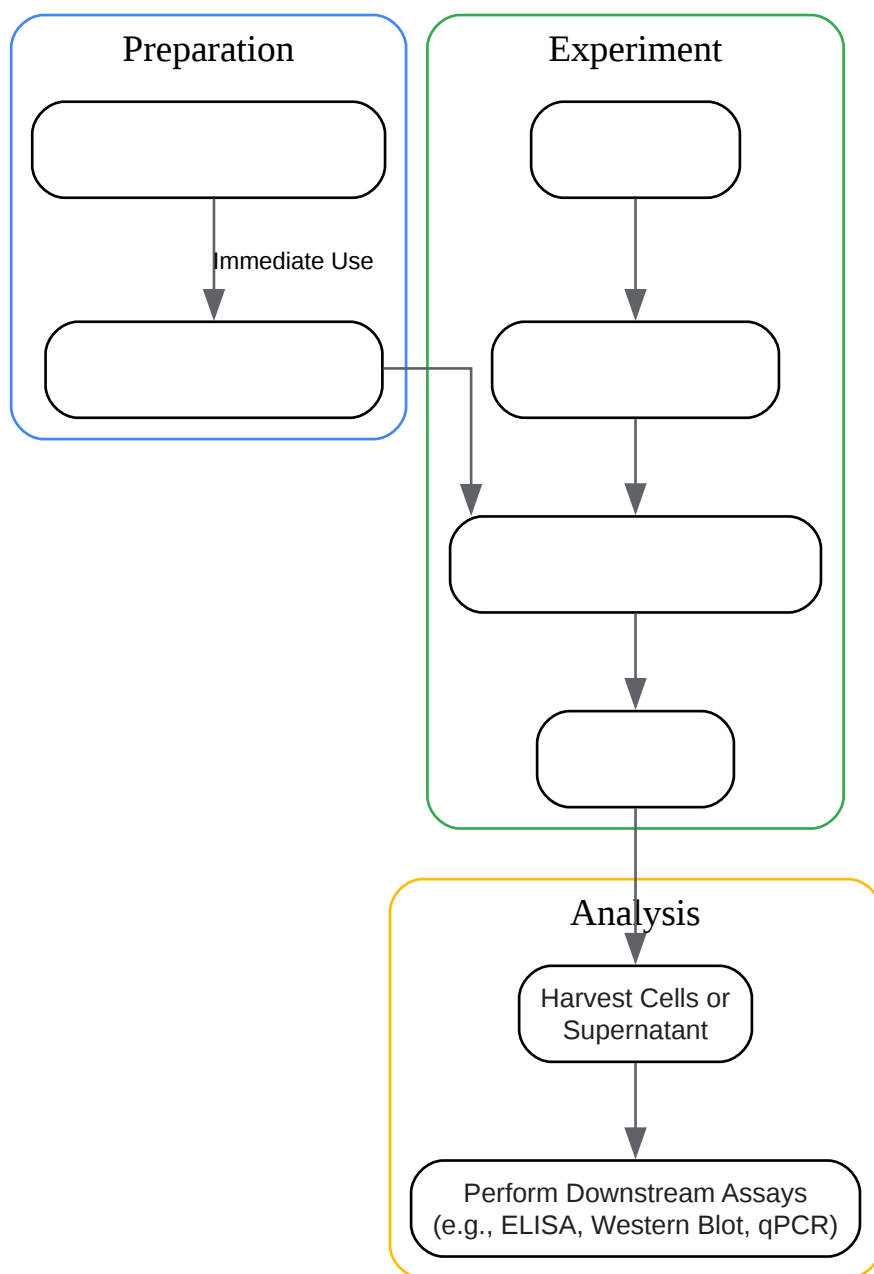 Preparation
Experiment
Immediate Use
Analysis
Harvest Cells or
Supernatant
Perform Downstream Assays
(e.g., ELISA, Western Blot, qPCR)